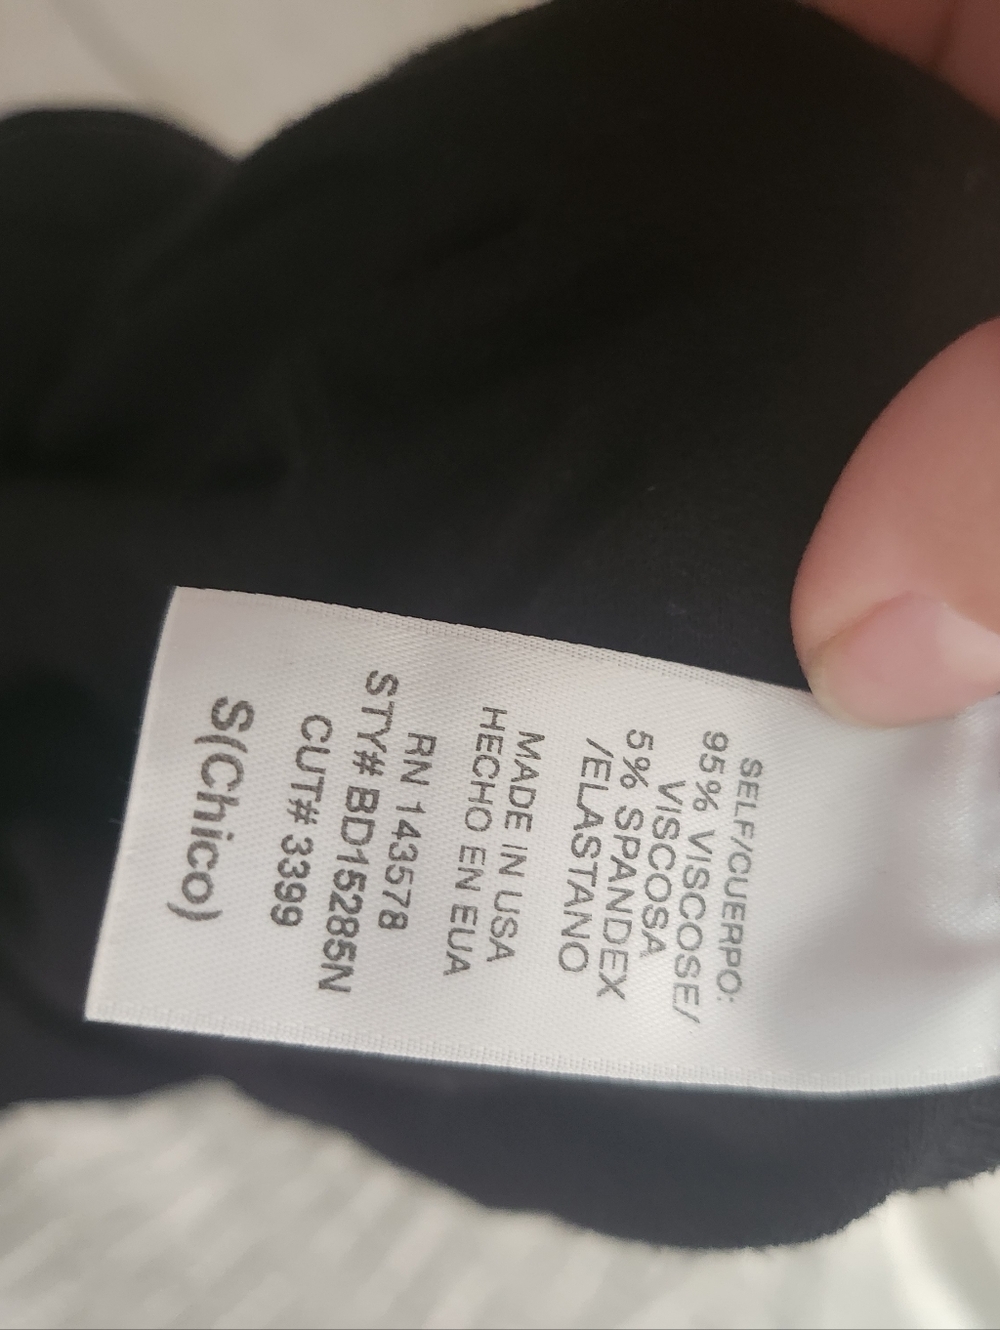 SELF/CUERPO:
95% VISCOSE/
VISCOSA
5% SPANDEX
/ELASTANO
MADE IN USA
HECHO EN EUA
RN 143578
STY# BD15285N
CUT# 3399
S(Chico)